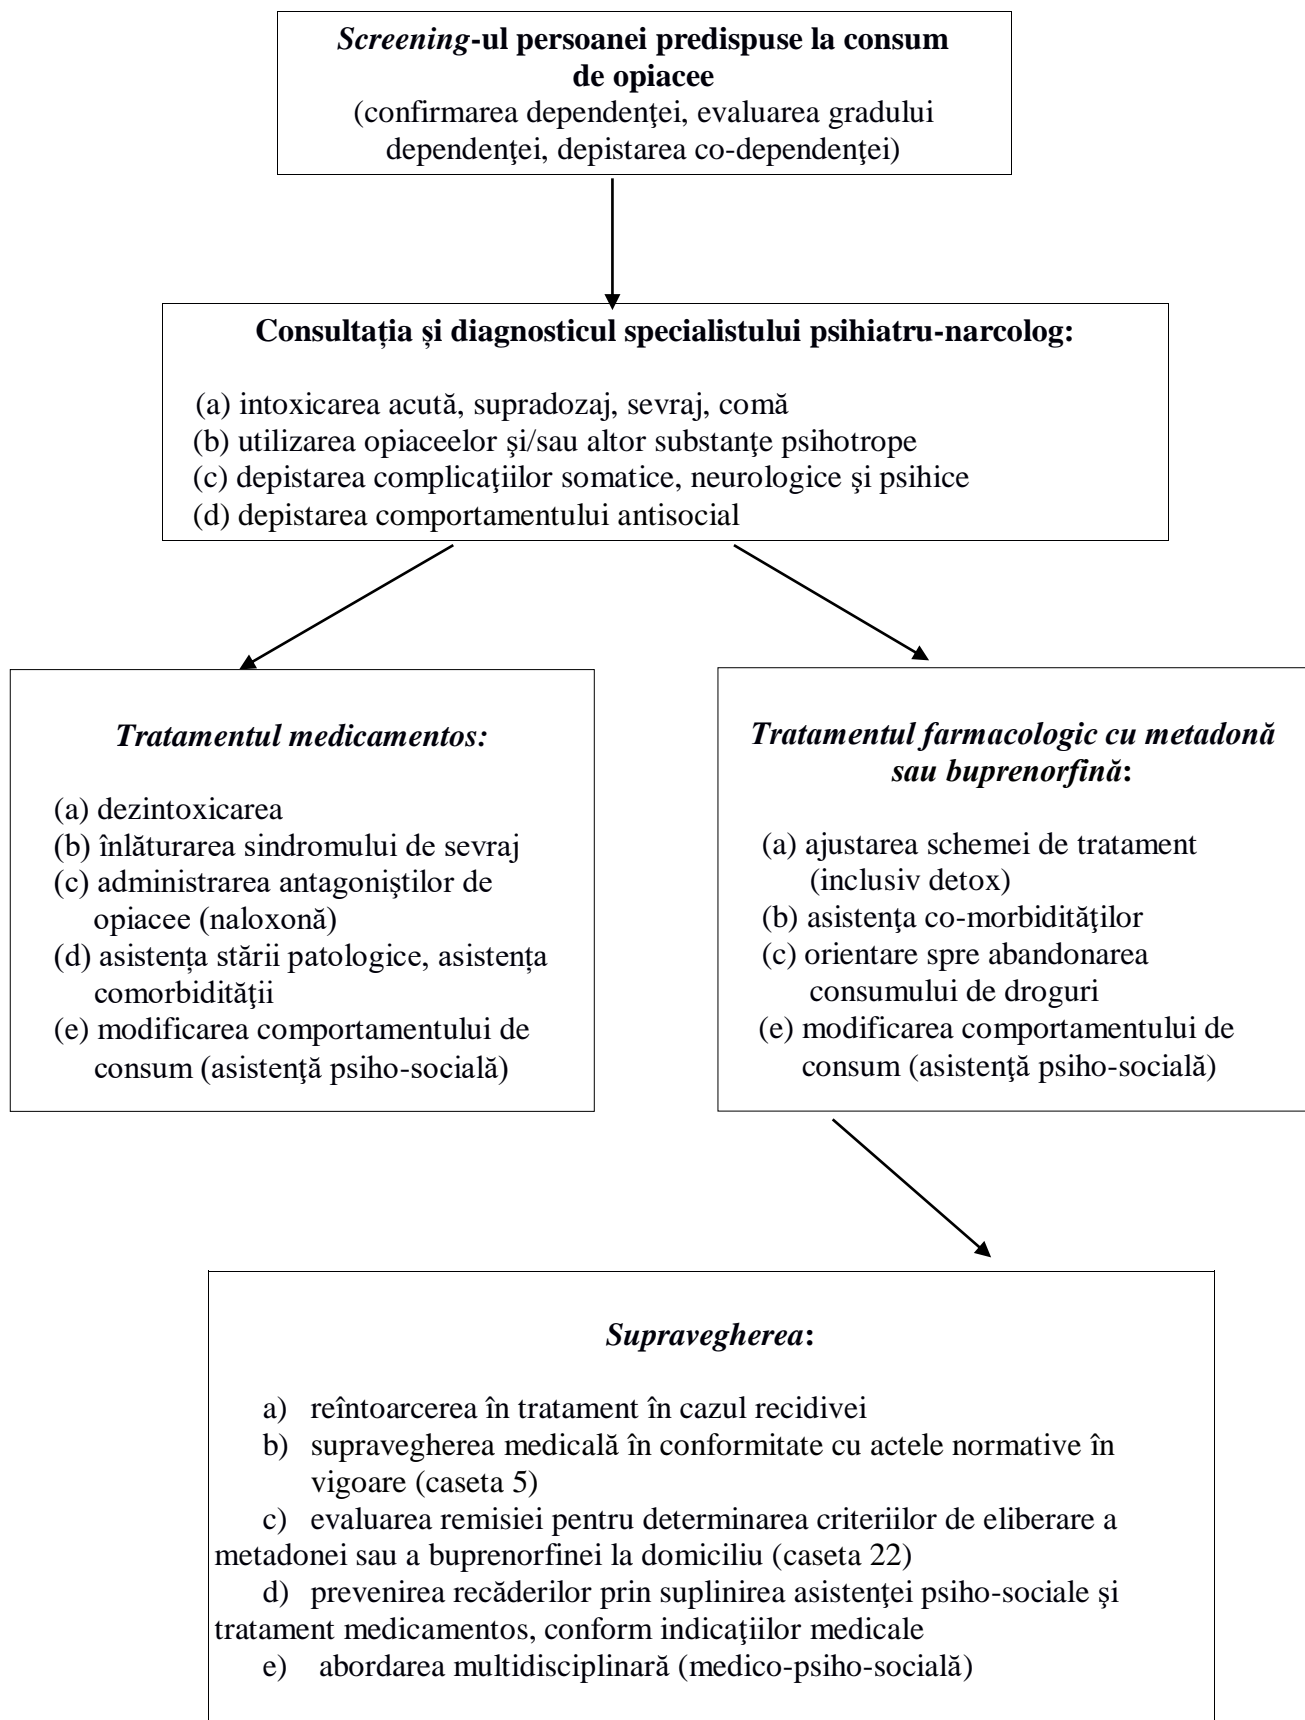 Screening-ul persoanei predispuse la consum
de opiacee
(confirmarea dependenţei, evaluarea gradului
dependenţei, depistarea co-dependenţei)
Consultația și diagnosticul specialistului psihiatru-narcolog:
(a) intoxicarea acută, supradozaj, sevraj, comă
(b) utilizarea opiaceelor şi/sau altor substanţe psihotrope
(c) depistarea complicaţiilor somatice, neurologice şi psihice
(d) depistarea comportamentului antisocial
Tratamentul medicamentos:
(a) dezintoxicarea
(b) înlăturarea sindromului de sevraj
(c) administrarea antagoniştilor de
opiacee (naloxonă)
(d) asistența stării patologice, asistența
comorbidităţii
(e) modificarea comportamentului de
consum (asistenţă psiho-socială)
Tratamentul farmacologic cu metadonă
sau buprenorfină:
(a) ajustarea schemei de tratament
(inclusiv detox)
(b) asistenţa co-morbidităţilor
(c) orientare spre abandonarea
consumului de droguri
(e) modificarea comportamentului de
consum (asistenţă psiho-socială)
Supravegherea:
a) reîntoarcerea în tratament în cazul recidivei
b) supravegherea medicală în conformitate cu actele normative în
vigoare (caseta 5)
c) evaluarea remisiei pentru determinarea criteriilor de eliberare a
metadonei sau a buprenorfinei la domiciliu (caseta 22)
d) prevenirea recăderilor prin suplinirea asistenţei psiho-sociale şi
tratament medicamentos, conform indicaţiilor medicale
e) abordarea multidisciplinară (medico-psiho-socială)